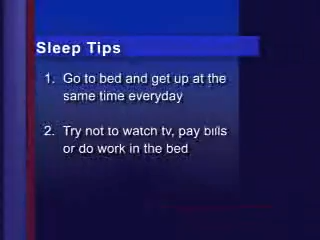 Sleep Tips
1. Go to bed and get up at the
same time everyday
2. Try not to watch tv, pay bills
or do work in the bed